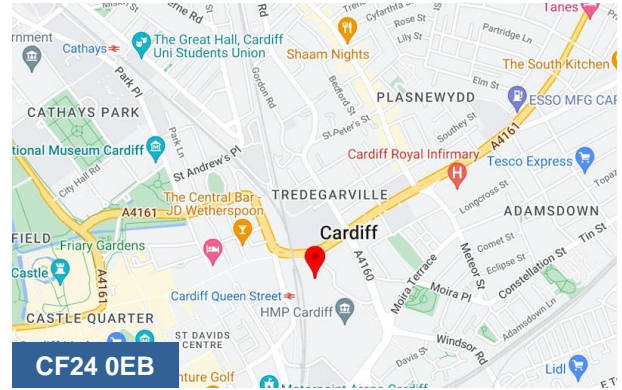 Tanes
Cyfarthfa St
Rose St
Lily St
Partridge Ln
rnment
Cathays
The Great Hall, Cardiff
Uni Students Union
Shaam Nights
Rd
Park Pl
Gordon Rd
Bedford St
Elm St
The South Kitchen
PLASNEWYDD
ESSO MFG CAR
CATHAYS PARK
Southey St
St.Peter's St
A4161
Park Ln
tional Museum Cardiff
St Andrew's Pl
Cardiff Royal Infirmary
Tesco Express
City Hall Rd
Topaz
The Central Bar
JD Wetherspoon
TREDEGARVILLE
Longcross St
A4161
ADAMSDOWN
FIELD
Friary Gardens
Cardiff
Comet St
Tin St
Castle
A4160
Meteor St
Eclipse St
Constellation St
A4161
Moira Terrace
Cardiff Queen Street
Moira Pl
HMP Cardiff
Adamsdown Ln
CASTLE QUARTER
ST DAVIDS
CENTRE
Windsor Rd
Davis St
CF24 0EB
nture Golf
Motorpoint Arena Cardiff
Lidl